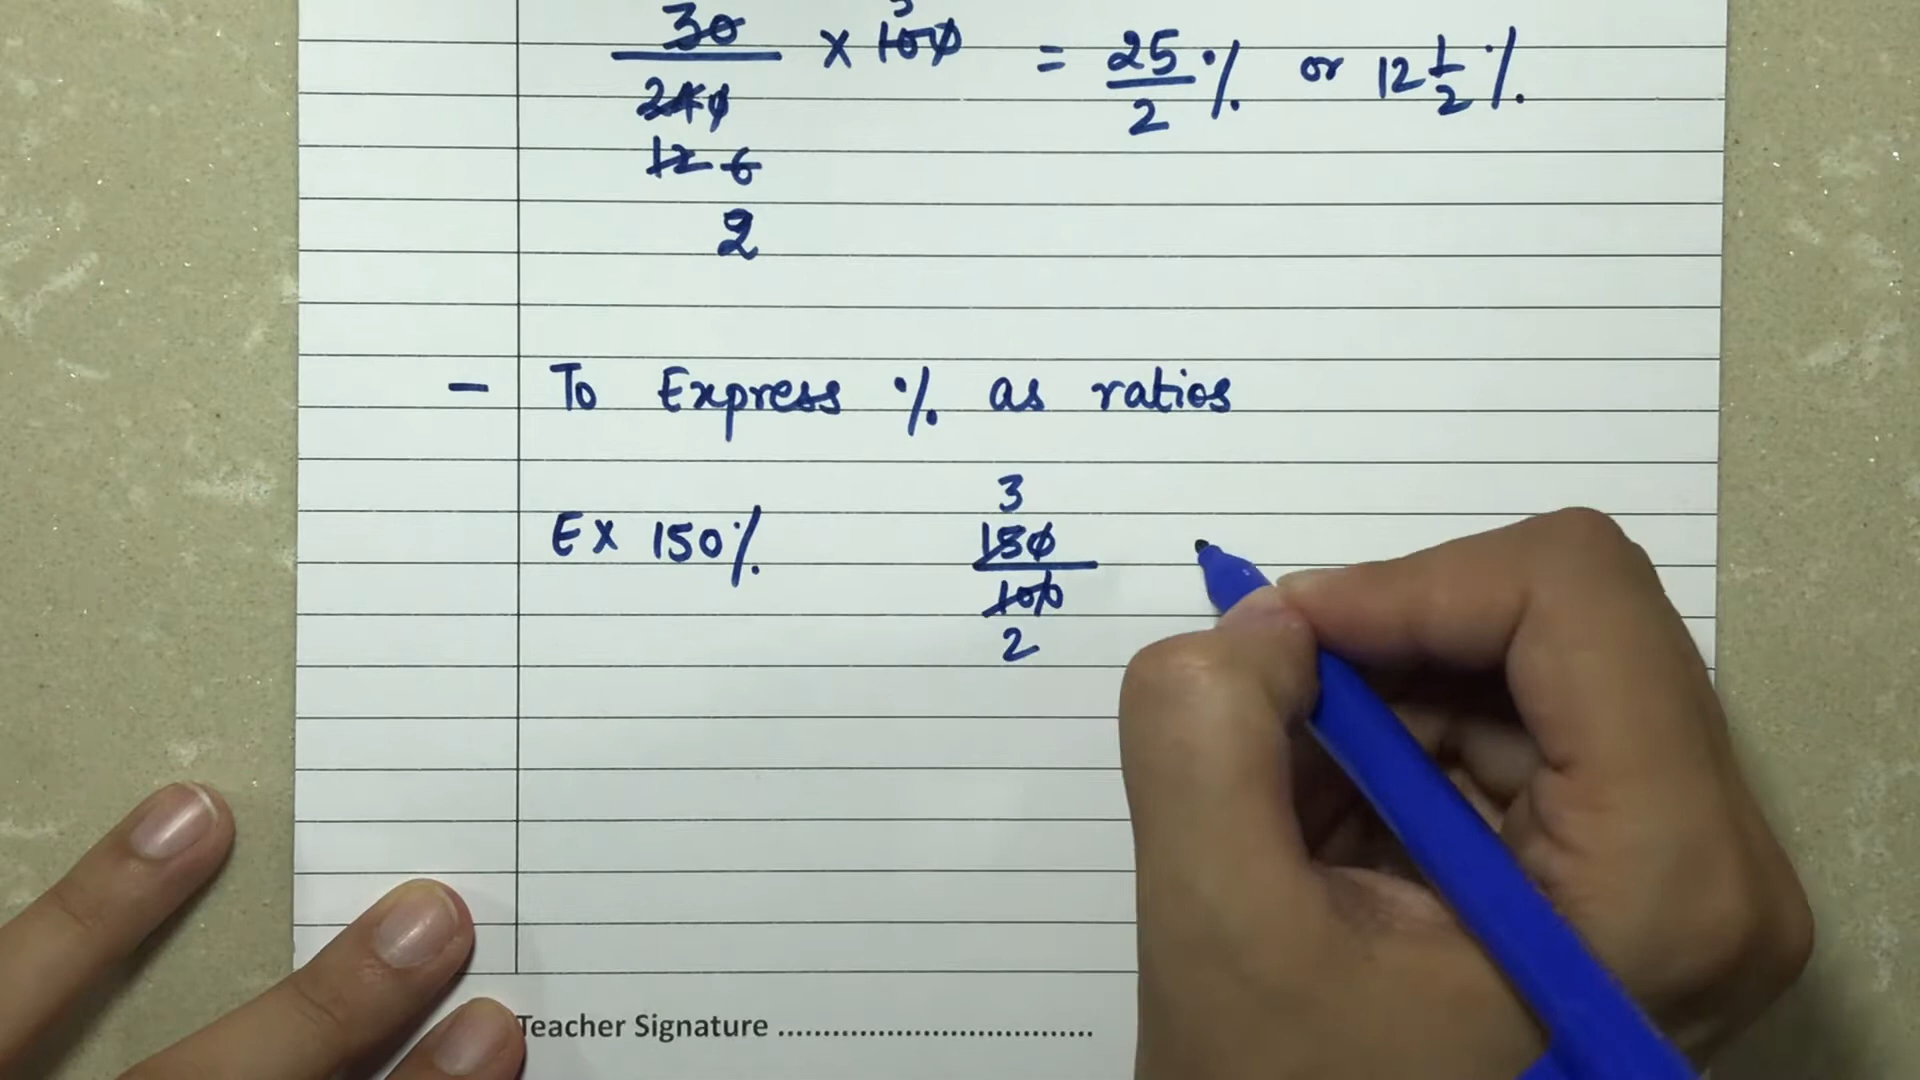 30 × 100 = 25/2 % or 12 1/2 %
240
12 6
2
– To Express % as ratios
3
Ex 150% 150/100
2
Teacher Signature ................................